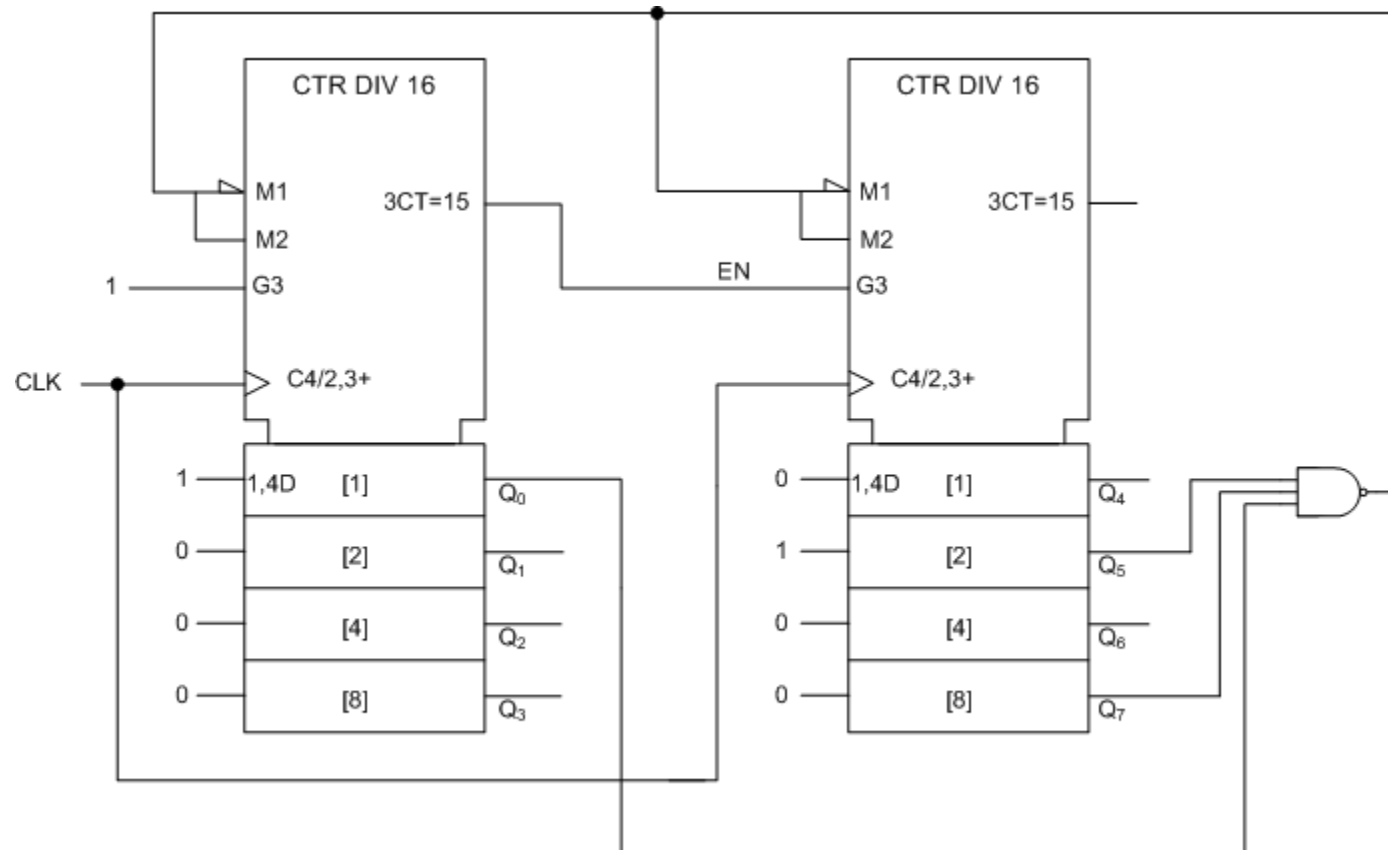 CTR DIV 16 CTR DIV 16
M1 3CT=15 M1 3CT=15
M2 M2
1 G3 EN G3
CLK C4/2,3+ C4/2,3+
1 1,4D [1] Q₀ 0 1,4D [1] Q₄
0 [2] Q₁ 1 [2] Q₅
0 [4] Q₂ 0 [4] Q₆
0 [8] Q₃ 0 [8] Q₇